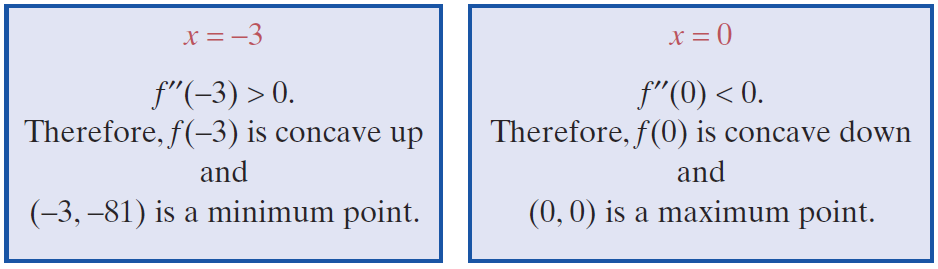 x = –3
f″(–3) > 0.
Therefore, f(–3) is concave up
and
(–3, –81) is a minimum point.
x = 0
f″(0) < 0.
Therefore, f(0) is concave down
and
(0, 0) is a maximum point.